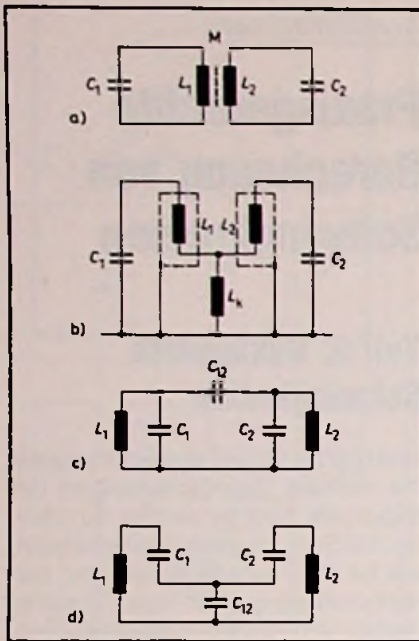 M
C₁ L₁ L₂ C₂
a)
C₁ L₁ L₂ C₂
Lₖ
b)
C₁₂
L₁ C₁ C₂ L₂
c)
C₁ C₂
L₁ L₂
C₁₂
d)